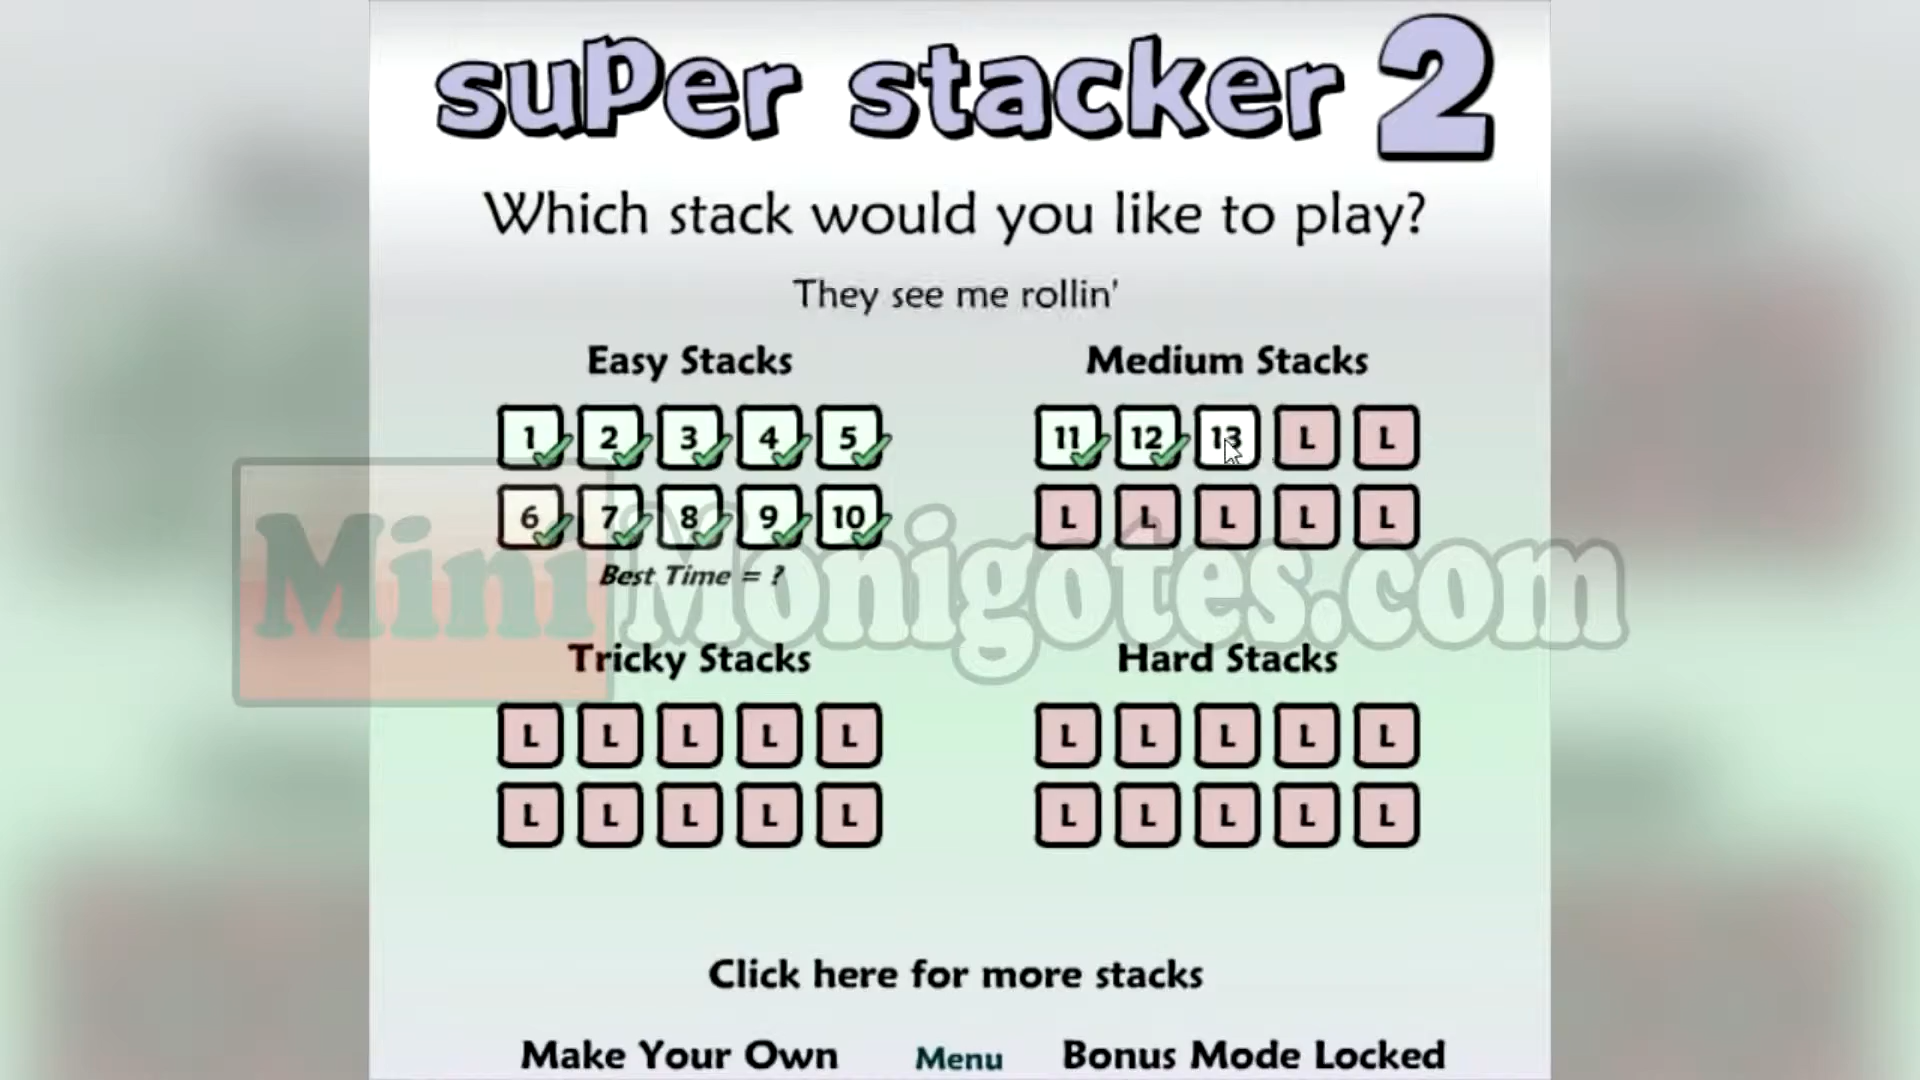 super stacker 2
Which stack would you like to play?
They see me rollin'
Easy Stacks
Medium Stacks
1 2 3 4 5
11 12 13 L L
6 7 8 9 10
L L L L L
Best Time = ?
MiniMonigotes.com
Tricky Stacks
Hard Stacks
L L L L L
L L L L L
L L L L L
L L L L L
Click here for more stacks
Make Your Own
Menu
Bonus Mode Locked